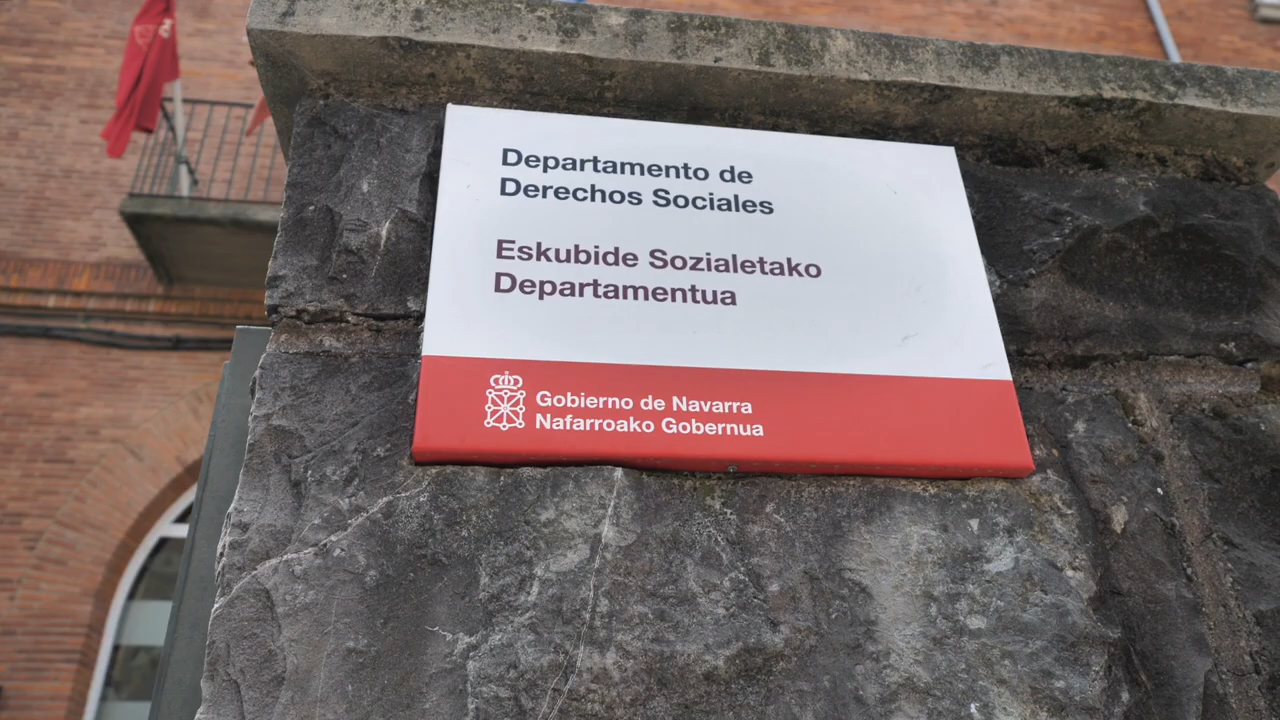 Departamento de
Derechos Sociales
Eskubide Sozialetako
Departamentua
Gobierno de Navarra
Nafarroako Gobernua